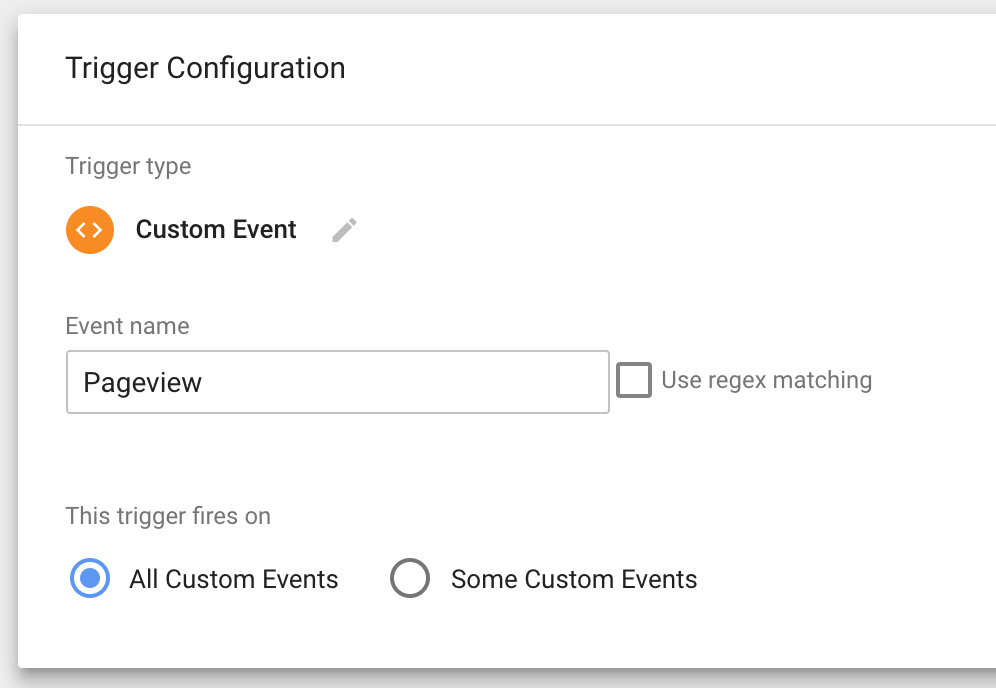 Trigger Configuration
Trigger type
Custom Event
Event name
Pageview
Use regex matching
This trigger fires on
All Custom Events
Some Custom Events